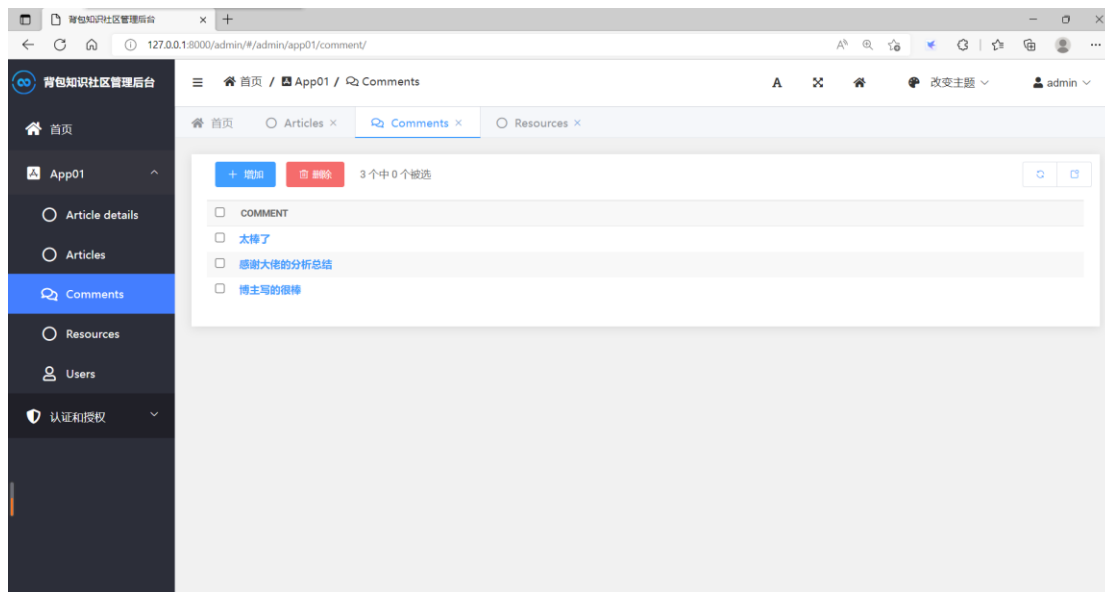 背包知识社区管理后台
127.0.0.1:8000/admin/#/admin/app01/comment/
背包知识社区管理后台
首页 / App01 / Comments
A
改变主题
admin
首页
Articles
Comments
Resources
首页
App01
Article details
Articles
Comments
Resources
Users
认证和授权
+ 增加
删除
3 个中 0 个被选
COMMENT
太棒了
感谢大佬的分析总结
博主写的很棒